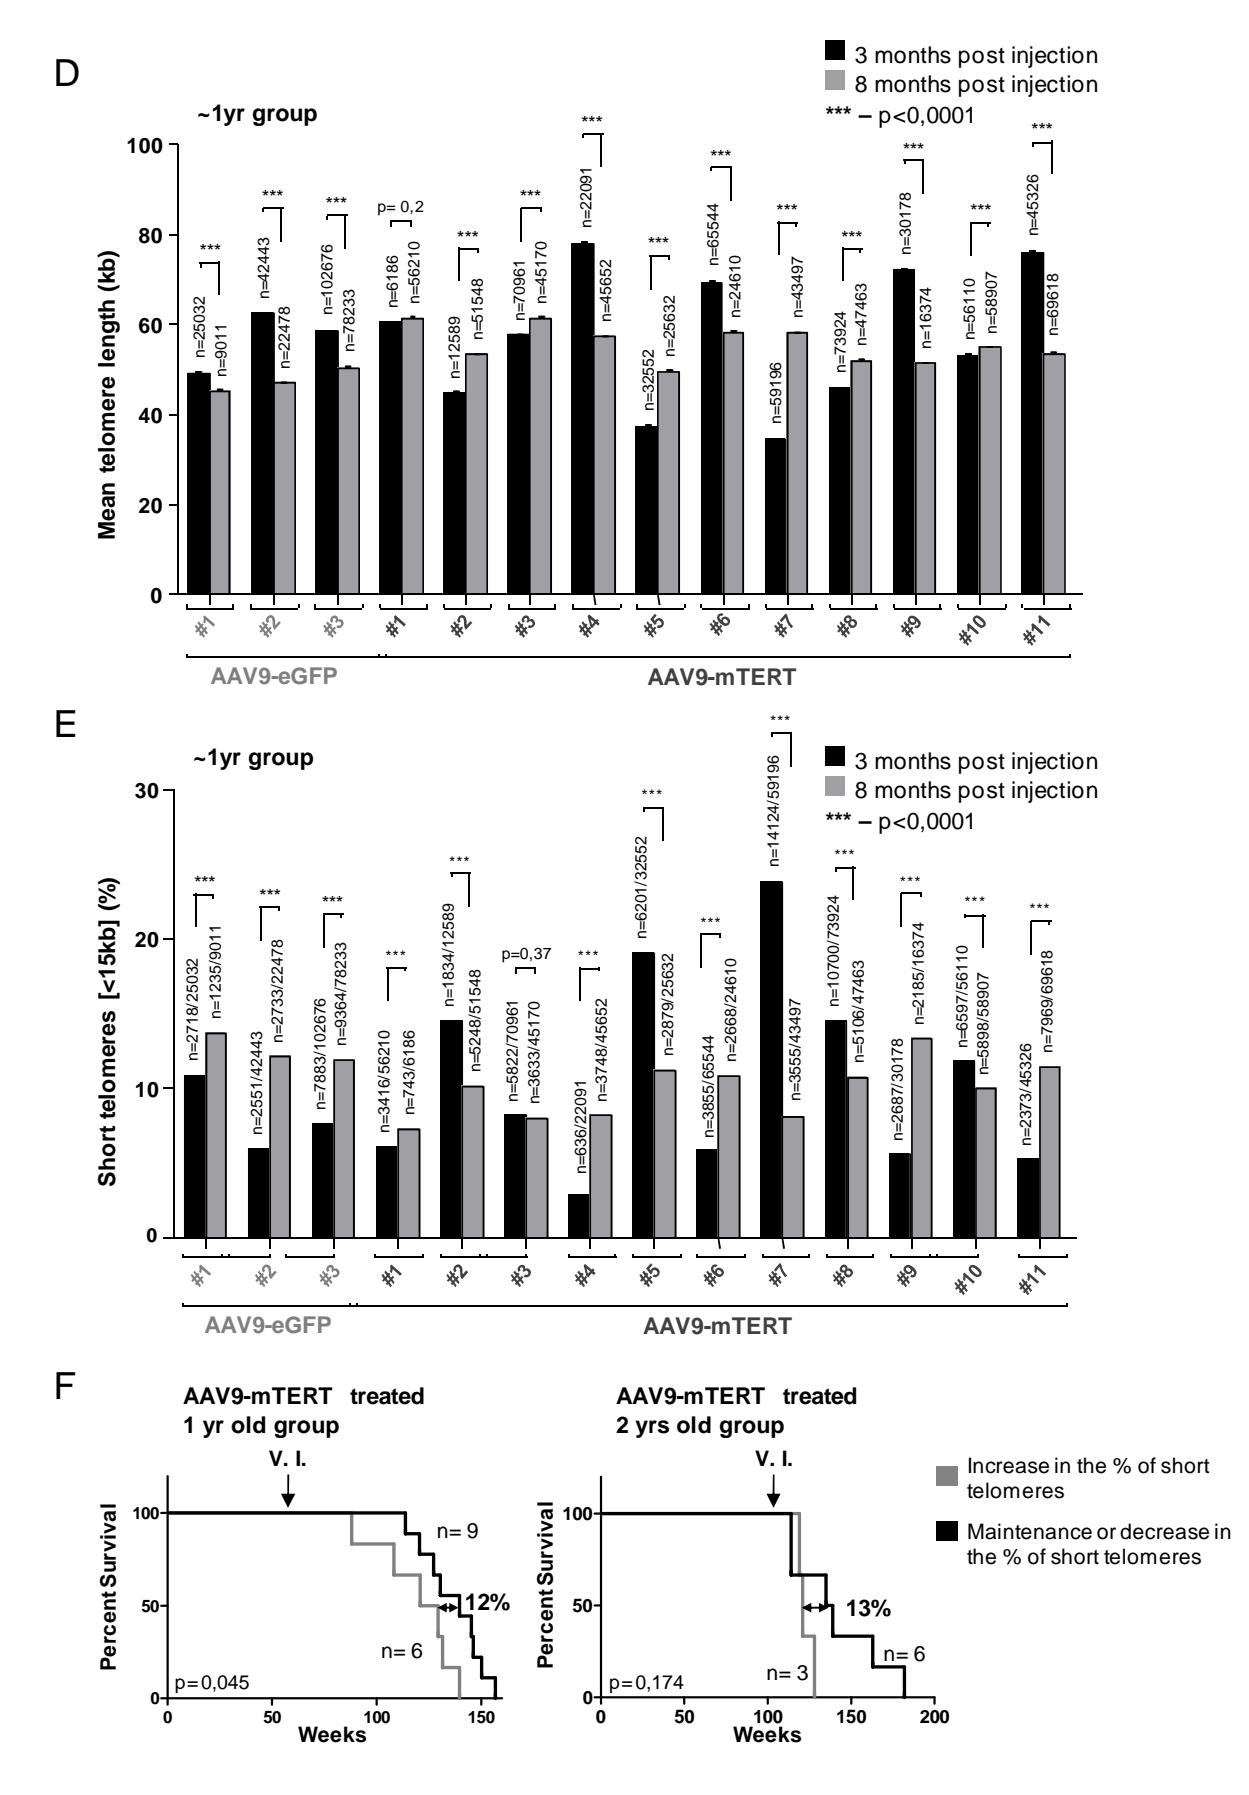 D
3 months post injection
8 months post injection
*** – p<0,0001
~1yr group
Mean telomere length (kb)
100
80
60
40
20
0
n=25032
n=9011
***
n=42443
n=22478
***
n=102676
n=78233
***
n=6186
n=56210
p= 0,2
n=12589
n=51548
***
n=70961
n=45170
***
n=22091
n=45652
***
n=32552
n=25632
***
n=65544
n=24610
***
n=59196
n=43497
***
n=73924
n=47463
***
n=30178
n=16374
***
n=56110
n=58907
***
n=45326
n=69618
***
#1 #2 #3 #1 #2 #3 #4 #5 #6 #7 #8 #9 #10 #11
AAV9-eGFP AAV9-mTERT
E
~1yr group
3 months post injection
8 months post injection
*** – p<0,0001
Short telomeres [<15kb] (%)
30
20
10
0
n=2718/25032
n=1235/9011
***
n=2551/42443
n=2733/22478
***
n=7883/102676
n=9364/78233
***
n=3416/56210
n=743/6186
***
n=1834/12589
n=5248/51548
***
n=5822/70961
n=3633/45170
p=0,37
n=636/22091
n=3748/45652
***
n=6201/32552
n=2879/25632
***
n=3855/65544
n=2668/24610
***
n=14124/59196
n=3555/43497
***
n=10700/73924
n=5106/47463
***
n=2687/30178
n=2185/16374
***
n=6597/56110
n=5898/58907
***
n=2373/45326
n=7969/69618
***
#1 #2 #3 #1 #2 #3 #4 #5 #6 #7 #8 #9 #10 #11
AAV9-eGFP AAV9-mTERT
F
AAV9-mTERT treated
1 yr old group
V. I.
Percent Survival
100
50
0
n= 9
12%
n= 6
p=0,045
0 50 100 150
Weeks
AAV9-mTERT treated
2 yrs old group
V. I.
Percent Survival
100
50
0
13%
n= 6
n= 3
p=0,174
0 50 100 150 200
Weeks
Increase in the % of short
telomeres
Maintenance or decrease in
the % of short telomeres